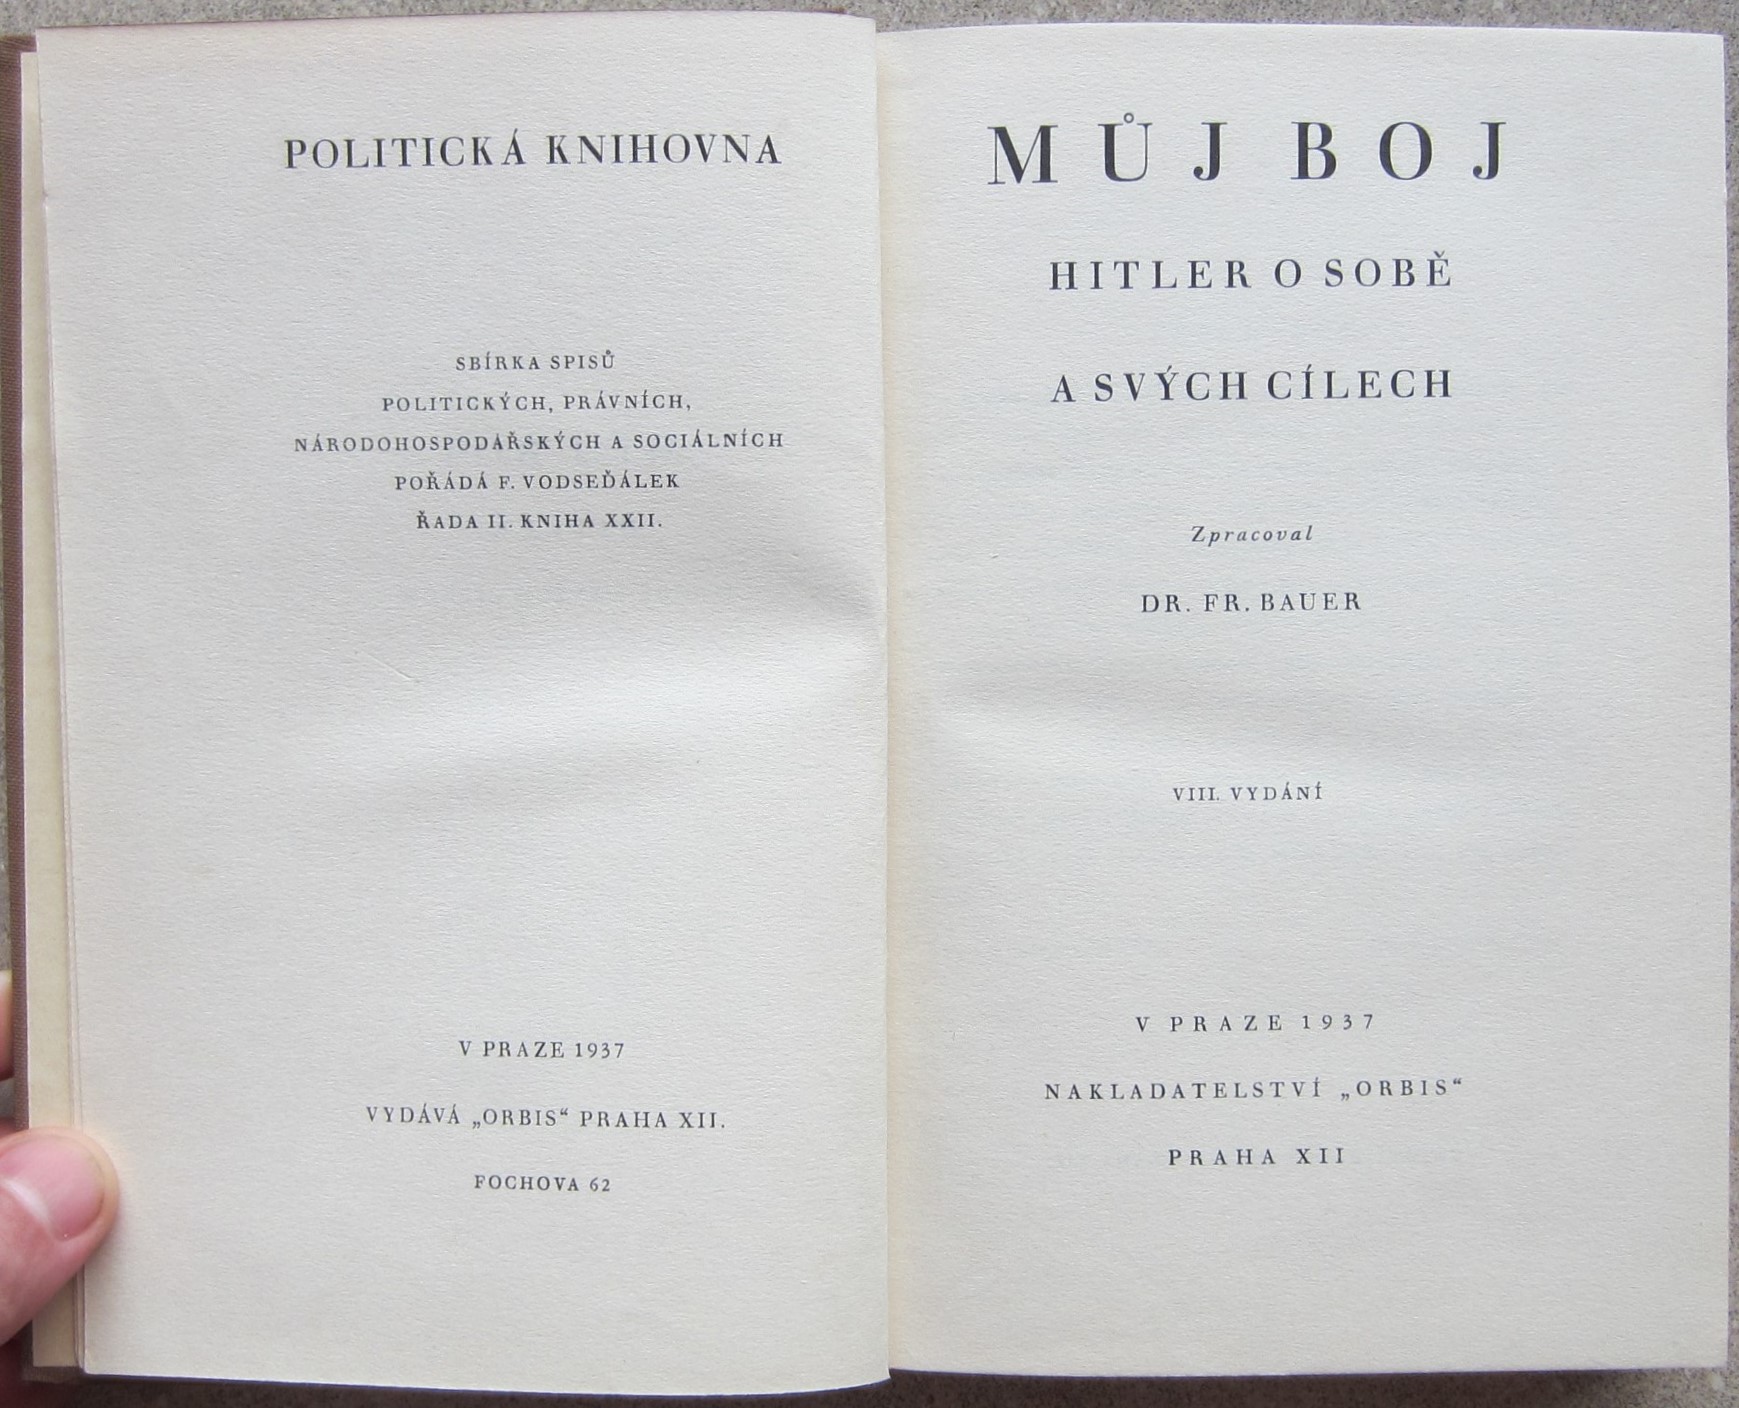 POLITICKÁ KNIHOVNA
SBÍRKA SPISŮ
POLITICKÝCH, PRÁVNÍCH,
NÁRODOHOSPODÁŘSKÝCH A SOCIÁLNÍCH
POŘÁDÁ F. VODSEĎÁLEK
ŘADA II. KNIHA XXII.
V PRAZE 1937
VYDÁVÁ „ORBIS“ PRAHA XII.
FOCHOVA 62
MŮJ BOJ
HITLER O SOBĚ
A SVÝCH CÍLECH
Zpracoval
DR. FR. BAUER
VIII. VYDÁNÍ
V PRAZE 1937
NAKLADATELSTVÍ „ORBIS“
PRAHA XII